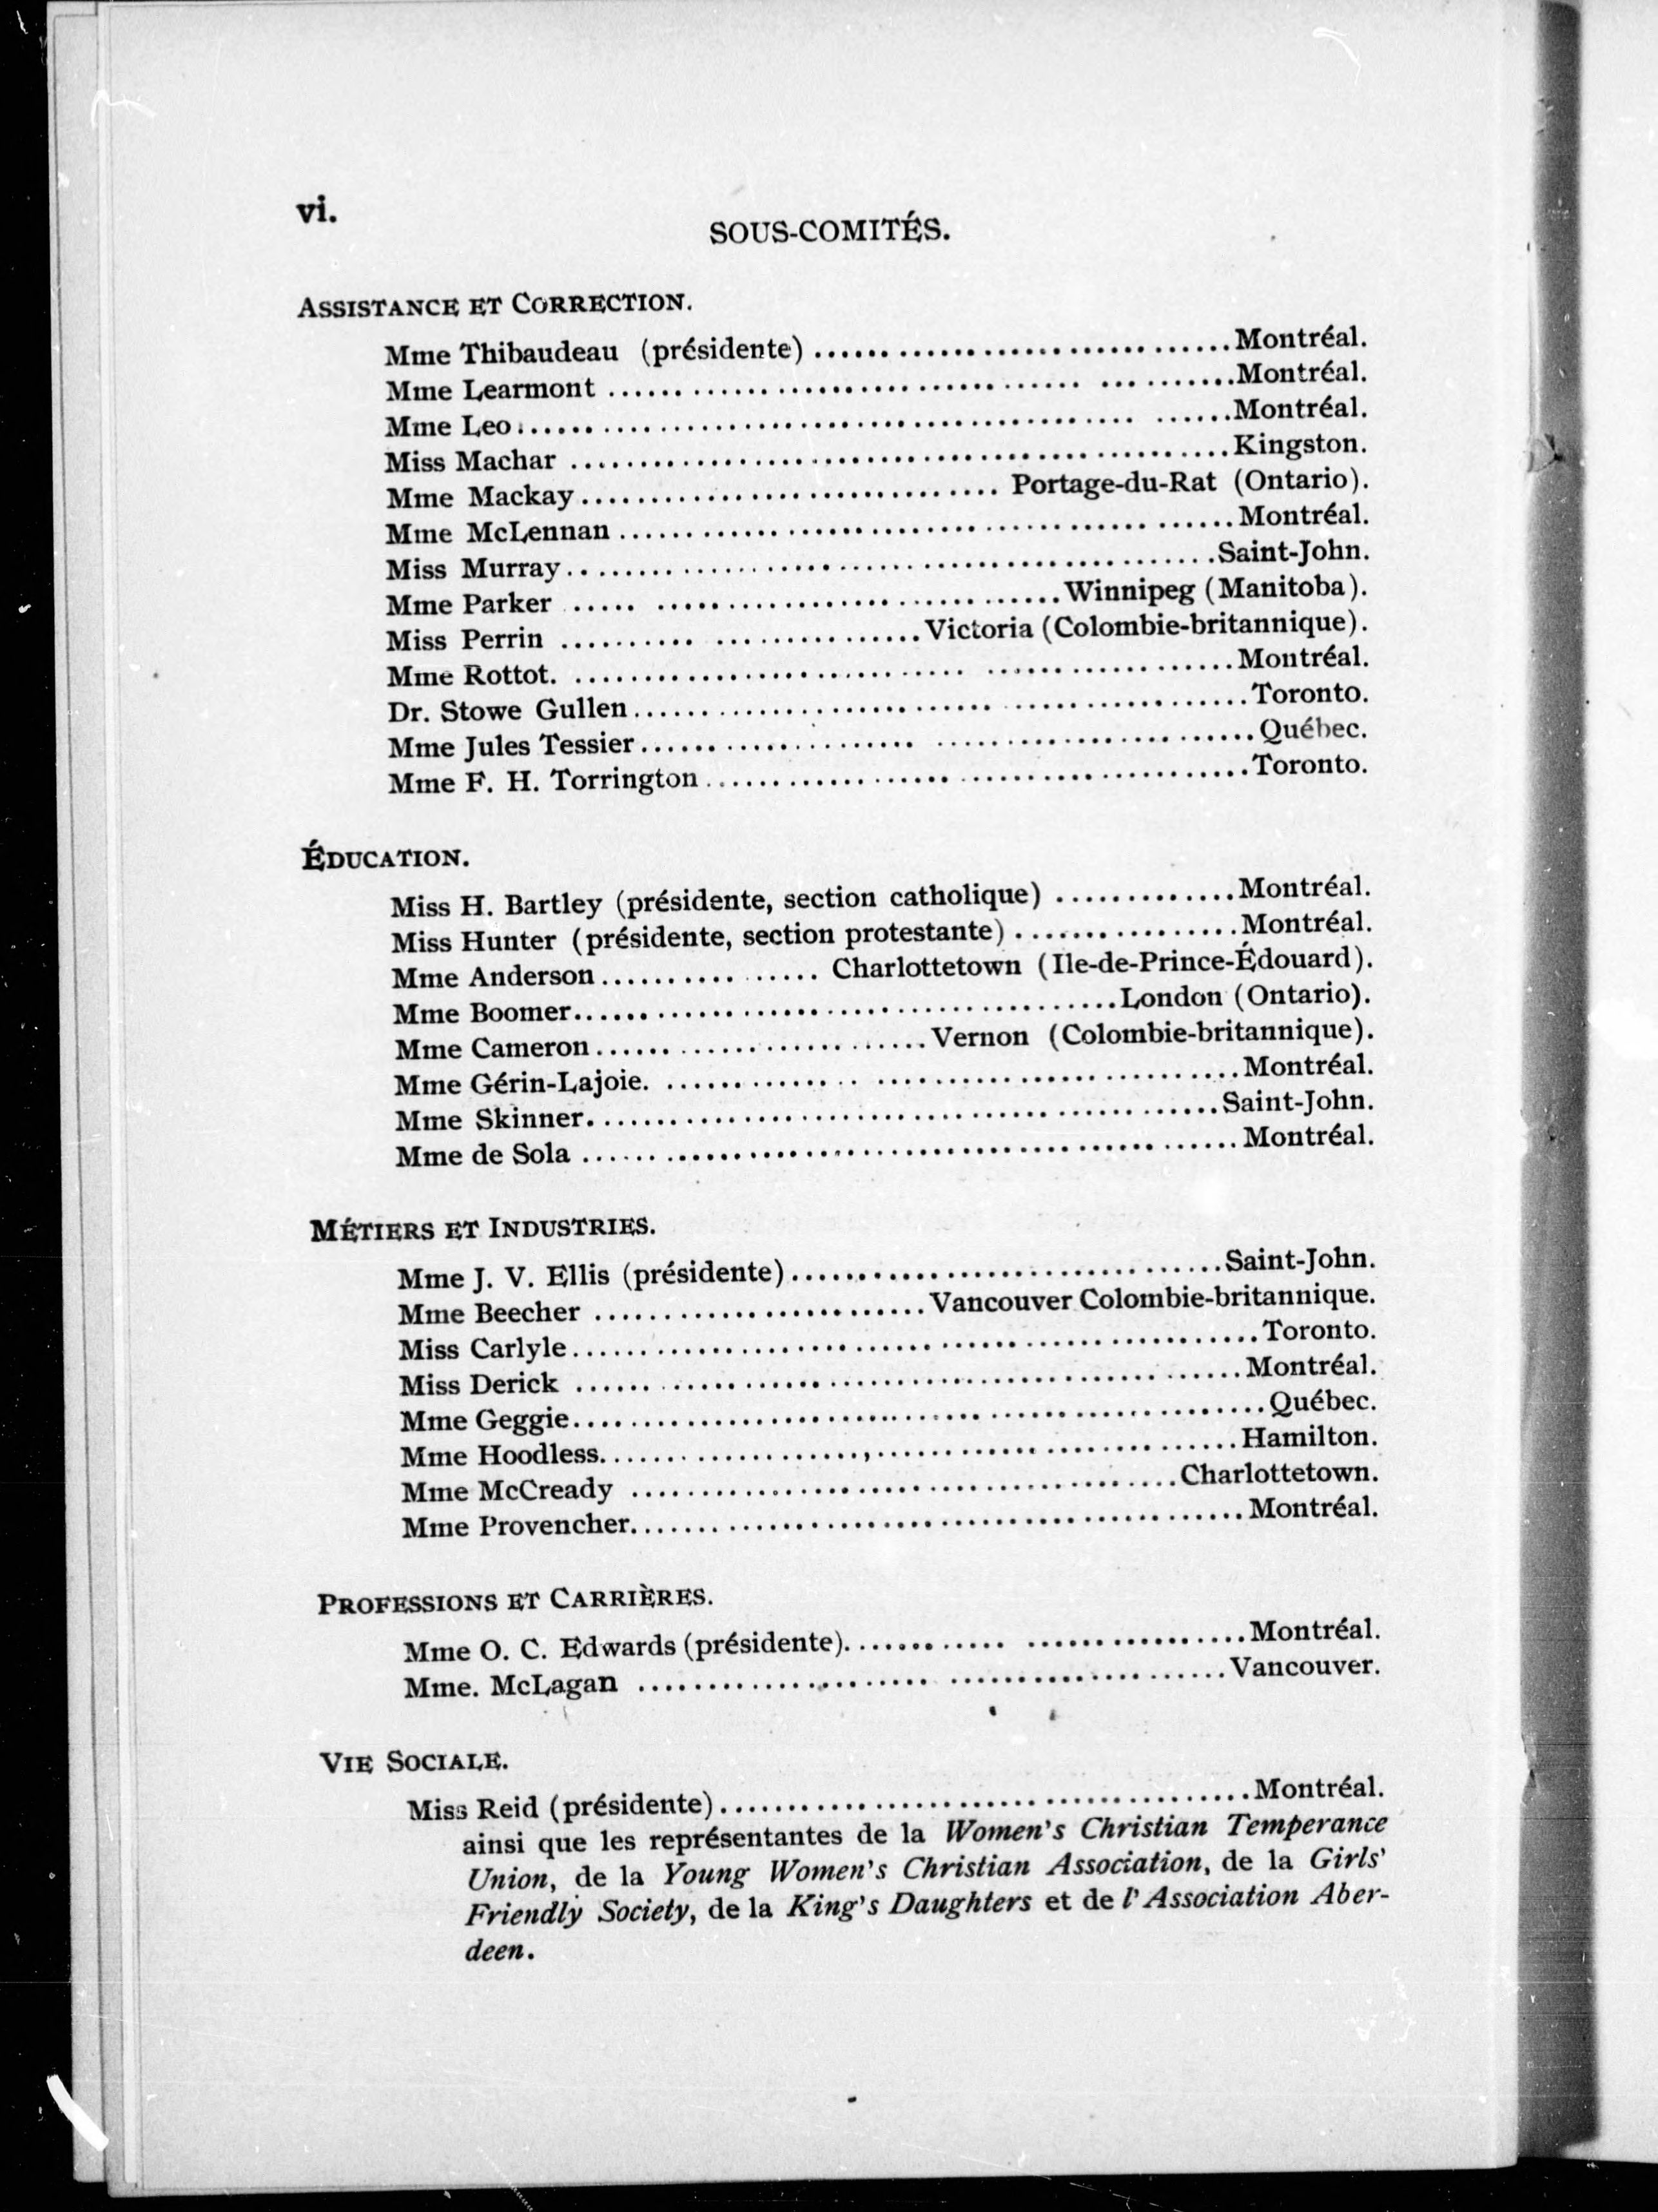 vi.
SOUS-COMITÉS.
ASSISTANCE ET CORRECTION.
Mme Thibaudeau (présidente) ........................................ Montréal.
Mme Learmont ........................................ Montréal.
Mme Leo ........................................ Montréal.
Miss Machar ........................................ Kingston.
Mme Mackay .............................. Portage-du-Rat (Ontario).
Mme McLennan ........................................ Montréal.
Miss Murray ........................................ Saint-John.
Mme Parker .............................. Winnipeg (Manitoba).
Miss Perrin .............................. Victoria (Colombie-britannique).
Mme Rottot. ........................................ Montréal.
Dr. Stowe Gullen ........................................ Toronto.
Mme Jules Tessier ........................................ Québec.
Mme F. H. Torrington ........................................ Toronto.
ÉDUCATION.
Miss H. Bartley (présidente, section catholique) ............. Montréal.
Miss Hunter (présidente, section protestante) ................ Montréal.
Mme Anderson ................ Charlottetown (Ile-de-Prince-Édouard).
Mme Boomer ........................................ London (Ontario).
Mme Cameron ........................ Vernon (Colombie-britannique).
Mme Gérin-Lajoie. ........................................ Montréal.
Mme Skinner ........................................ Saint-John.
Mme de Sola ........................................ Montréal.
MÉTIERS ET INDUSTRIES.
Mme J. V. Ellis (présidente) .............................. Saint-John.
Mme Beecher ........................ Vancouver Colombie-britannique.
Miss Carlyle ........................................ Toronto.
Miss Derick ........................................ Montréal.
Mme Geggie ........................................ Québec.
Mme Hoodless ........................................ Hamilton.
Mme McCready ........................................ Charlottetown.
Mme Provencher ........................................ Montréal.
PROFESSIONS ET CARRIÈRES.
Mme O. C. Edwards (présidente) .............................. Montréal.
Mme. McLagan ........................................ Vancouver.
VIE SOCIALE.
Miss Reid (présidente) ........................................ Montréal.
ainsi que les représentantes de la Women's Christian Temperance
Union, de la Young Women's Christian Association, de la Girls'
Friendly Society, de la King's Daughters et de l'Association Aber-
deen.